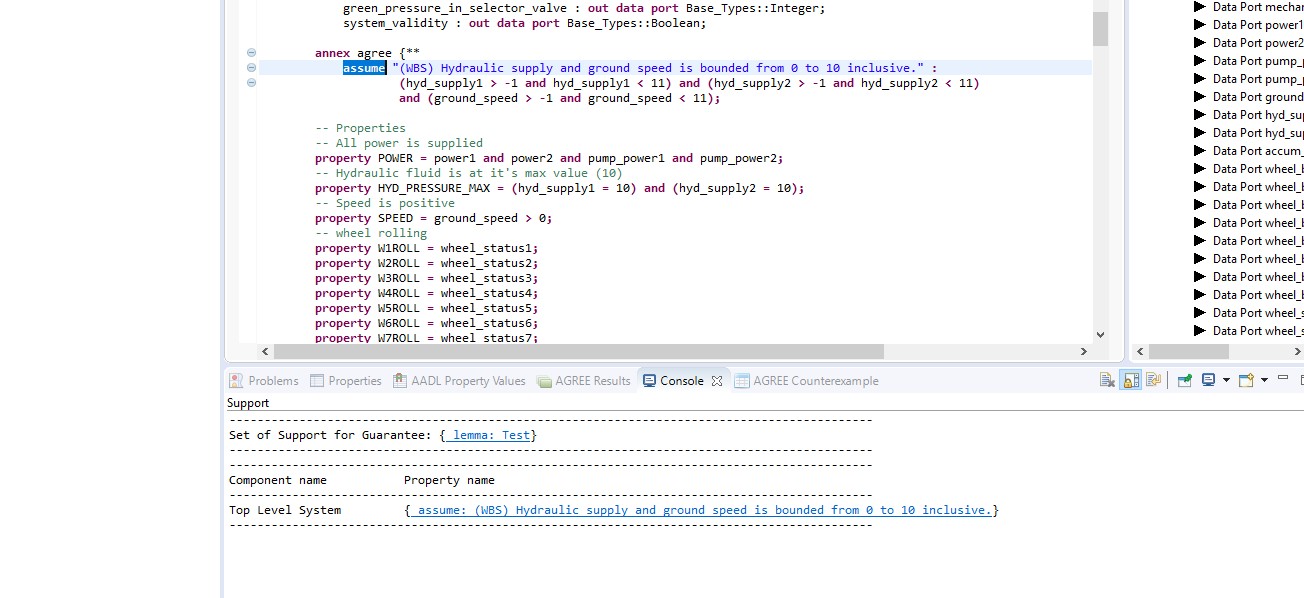 green_pressure_in_selector_valve : out data port Base_Types::Integer;
system_validity : out data port Base_Types::Boolean;
annex agree {**
assume "(WBS) Hydraulic supply and ground speed is bounded from 0 to 10 inclusive." :
(hyd_supply1 > -1 and hyd_supply1 < 11) and (hyd_supply2 > -1 and hyd_supply2 < 11)
and (ground_speed > -1 and ground_speed < 11);
-- Properties
-- All power is supplied
property POWER = power1 and power2 and pump_power1 and pump_power2;
-- Hydraulic fluid is at it's max value (10)
property HYD_PRESSURE_MAX = (hyd_supply1 = 10) and (hyd_supply2 = 10);
-- Speed is positive
property SPEED = ground_speed > 0;
-- wheel rolling
property W1ROLL = wheel_status1;
property W2ROLL = wheel_status2;
property W3ROLL = wheel_status3;
property W4ROLL = wheel_status4;
property W5ROLL = wheel_status5;
property W6ROLL = wheel_status6;
property W7ROLL = wheel_status7;
Data Port mechar
Data Port power1
Data Port power2
Data Port pump_p
Data Port pump_p
Data Port ground
Data Port hyd_sup
Data Port hyd_sup
Data Port accum_
Data Port wheel_b
Data Port wheel_b
Data Port wheel_b
Data Port wheel_b
Data Port wheel_b
Data Port wheel_b
Data Port wheel_b
Data Port wheel_b
Data Port wheel_s
Data Port wheel_s
Problems Properties AADL Property Values AGREE Results Console AGREE Counterexample
Support
--------------------------------------------------------------------------------------------
Set of Support for Guarantee: { lemma: Test}
--------------------------------------------------------------------------------------------
--------------------------------------------------------------------------------------------
Component name Property name
--------------------------------------------------------------------------------------------
Top Level System { assume: (WBS) Hydraulic supply and ground speed is bounded from 0 to 10 inclusive.}
--------------------------------------------------------------------------------------------